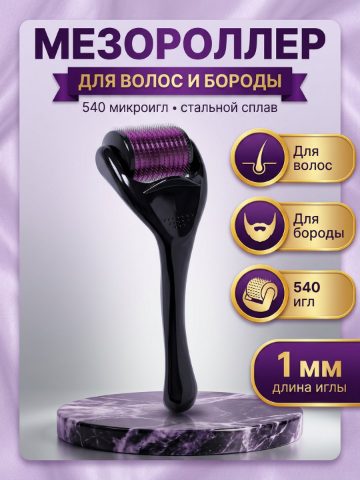 МЕЗОРОЛЛЕР
ДЛЯ ВОЛОС И БОРОДЫ
540 микроигл • стальной сплав
Для
волос
Для
бороды
540
игл
1 мм
длина иглы